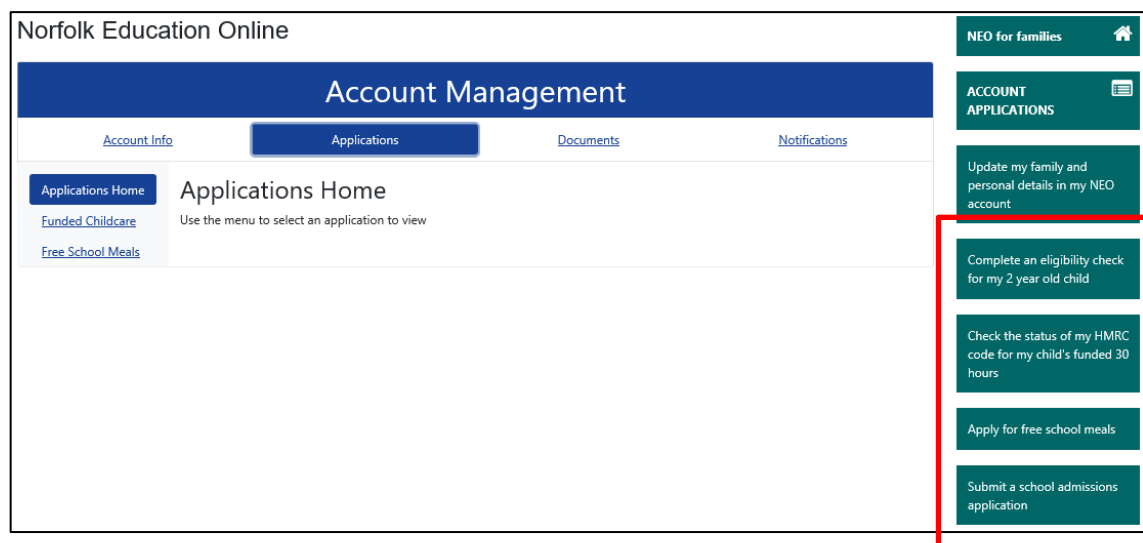 Norfolk Education Online
Account Management
Account Info
Applications
Documents
Notifications
Applications Home
Funded Childcare
Free School Meals
Applications Home
Use the menu to select an application to view
NEO for families
ACCOUNT
APPLICATIONS
Update my family and
personal details in my NEO
account
Complete an eligibility check
for my 2 year old child
Check the status of my HMRC
code for my child's funded 30
hours
Apply for free school meals
Submit a school admissions
application